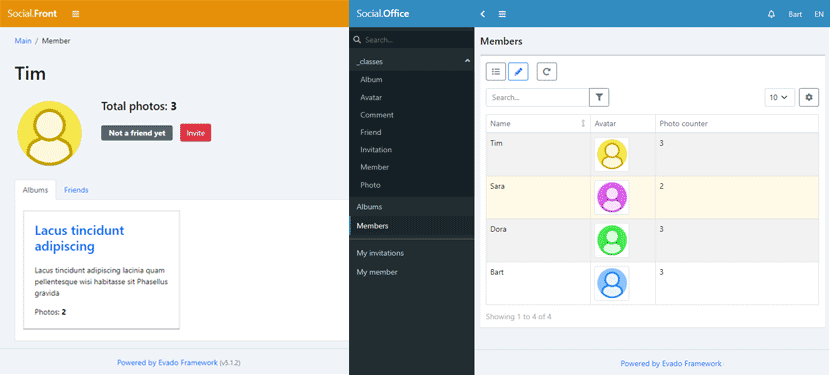 Social.Front
Main / Member
Tim
Total photos: 3
Not a friend yet
Invite
Albums
Friends
Lacus tincidunt
adipiscing
Lacus tincidunt adipiscing lacinia quam
pellentesque wisi habitasse sit Phasellus
gravida
Photos: 2
Powered by Evado Framework (v5.1.2)
Social.Office
Search...
_classes
Album
Avatar
Comment
Friend
Invitation
Member
Photo
Albums
Members
My invitations
My member
Bart EN
Members
Search...
10
Name Avatar Photo counter
Tim 3
Sara 2
Dora 3
Bart 3
Showing 1 to 4 of 4
Powered by Evado Framework